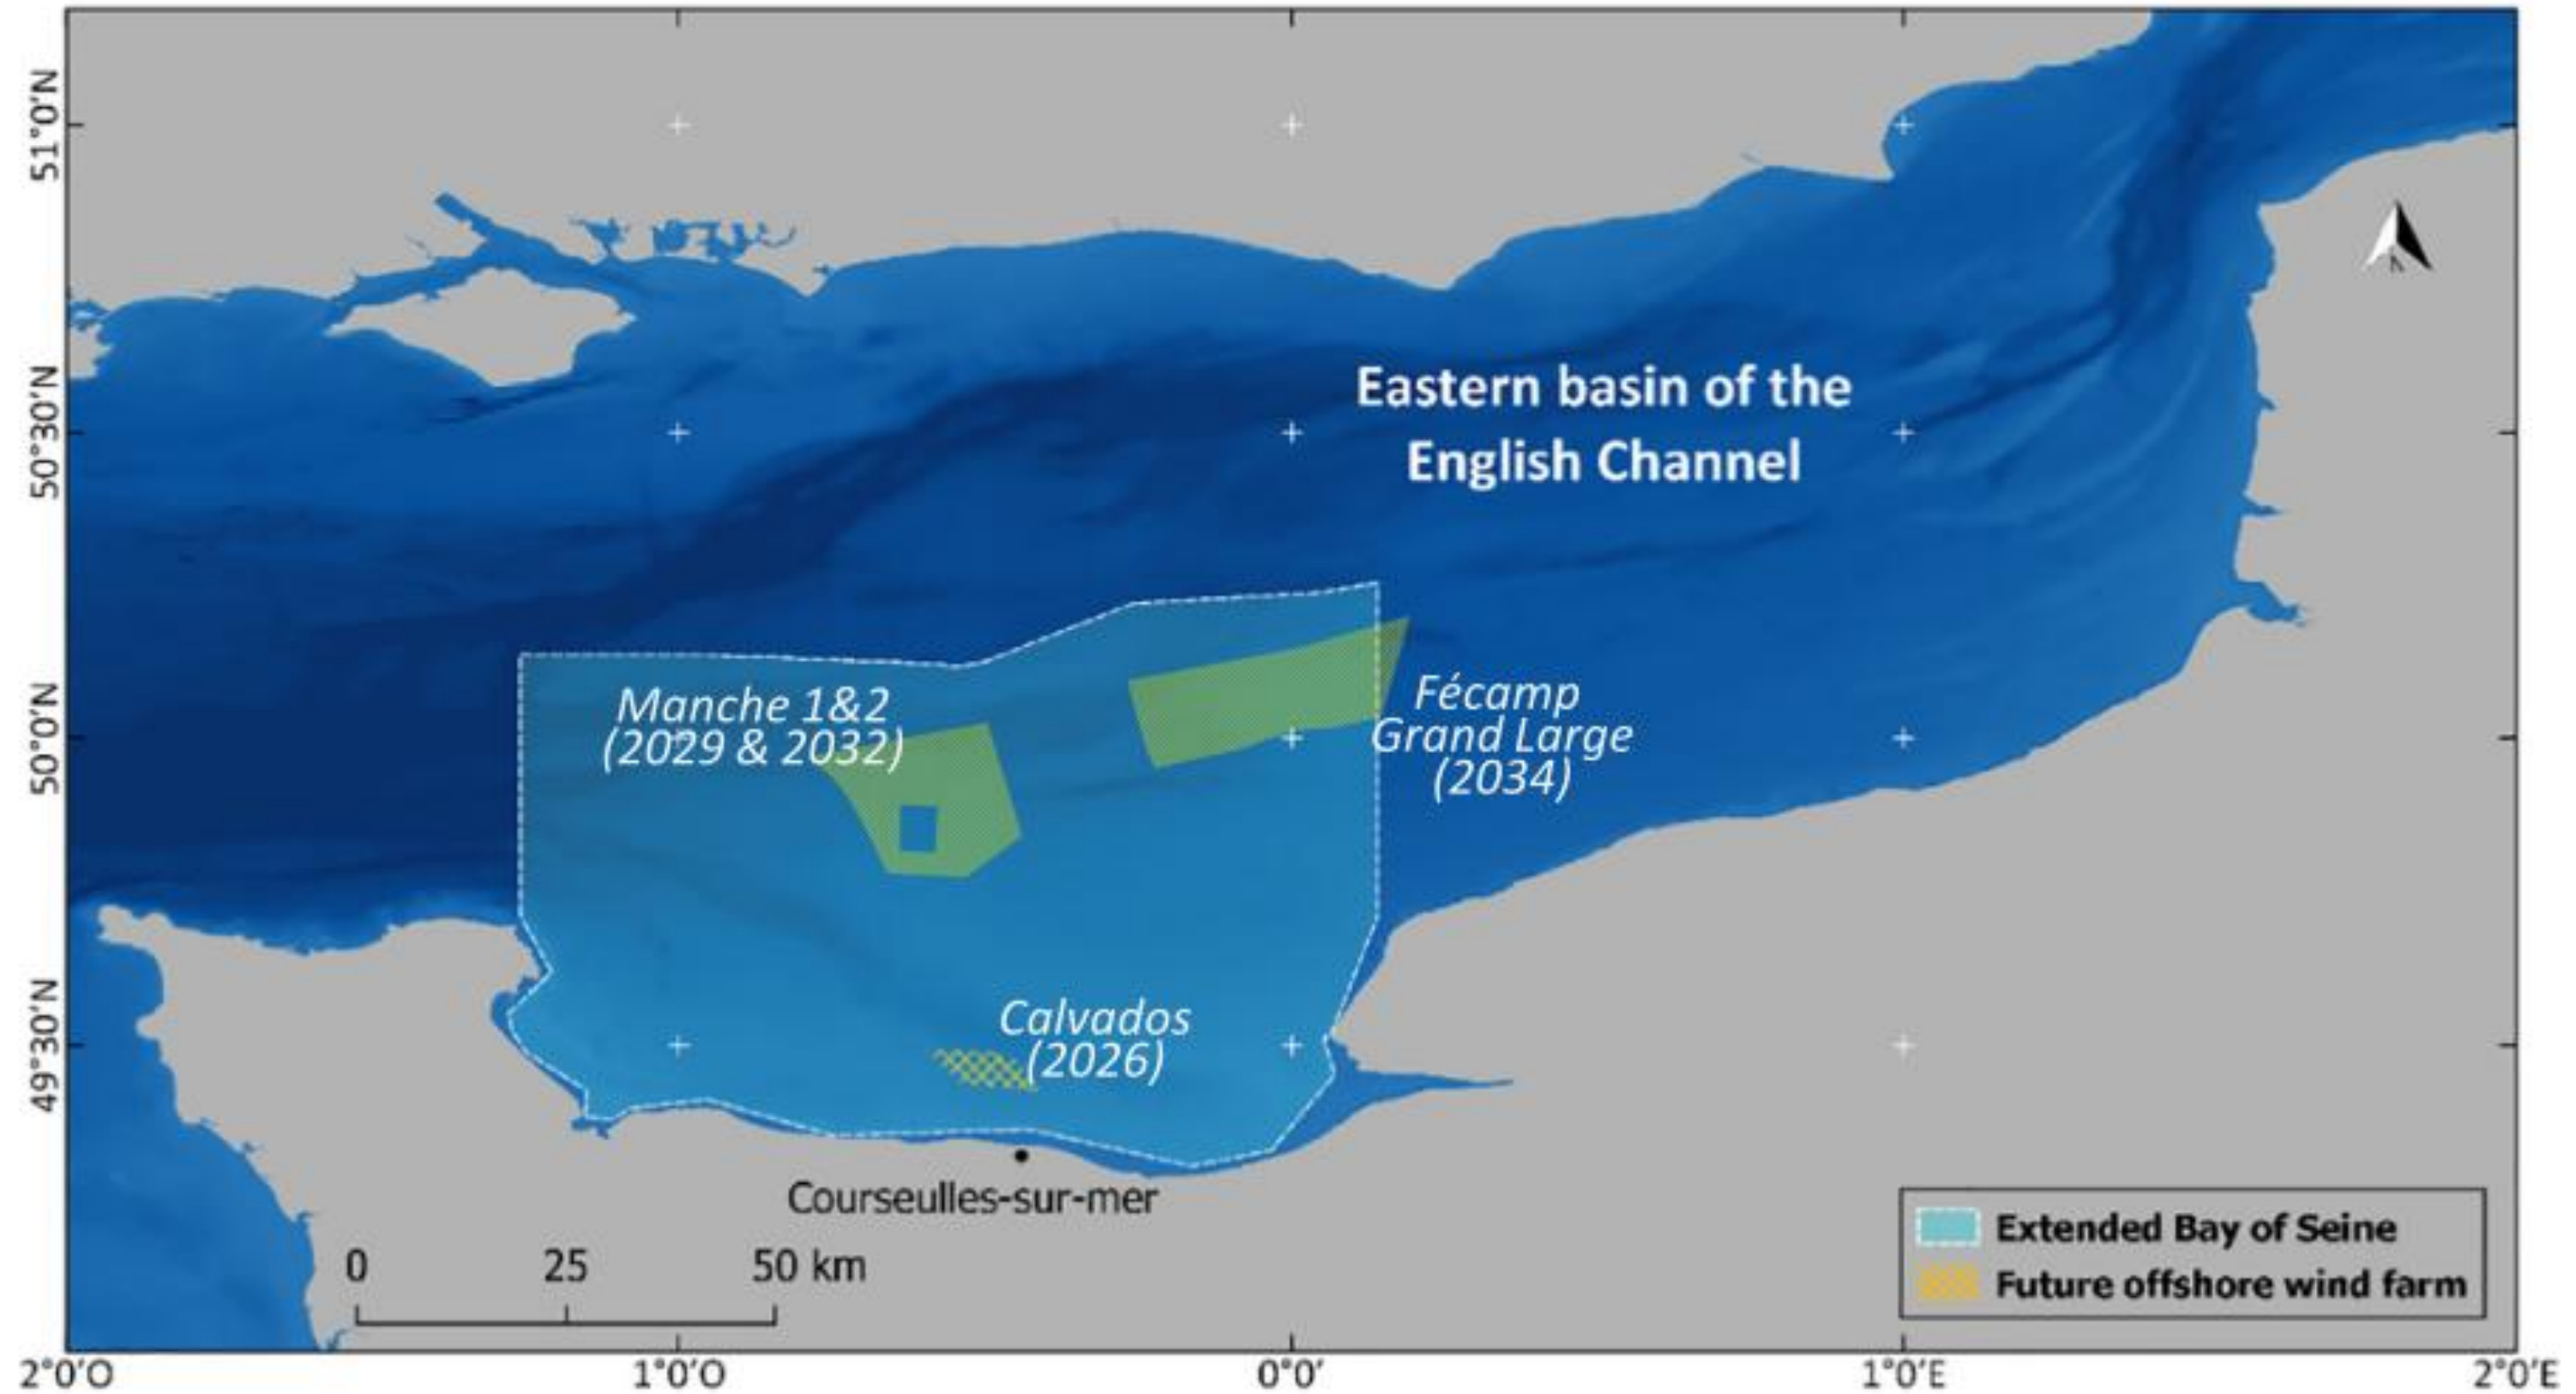 51°0'N
50°30'N
50°0'N
49°30'N
Eastern basin of the
English Channel
Manche 1&2
(2029 & 2032)
Fécamp
Grand Large
(2034)
Calvados
(2026)
Courseulles-sur-mer
0 25 50 km
Extended Bay of Seine
Future offshore wind farm
2°0'O 1°0'O 0°0' 1°0'E 2°0'E